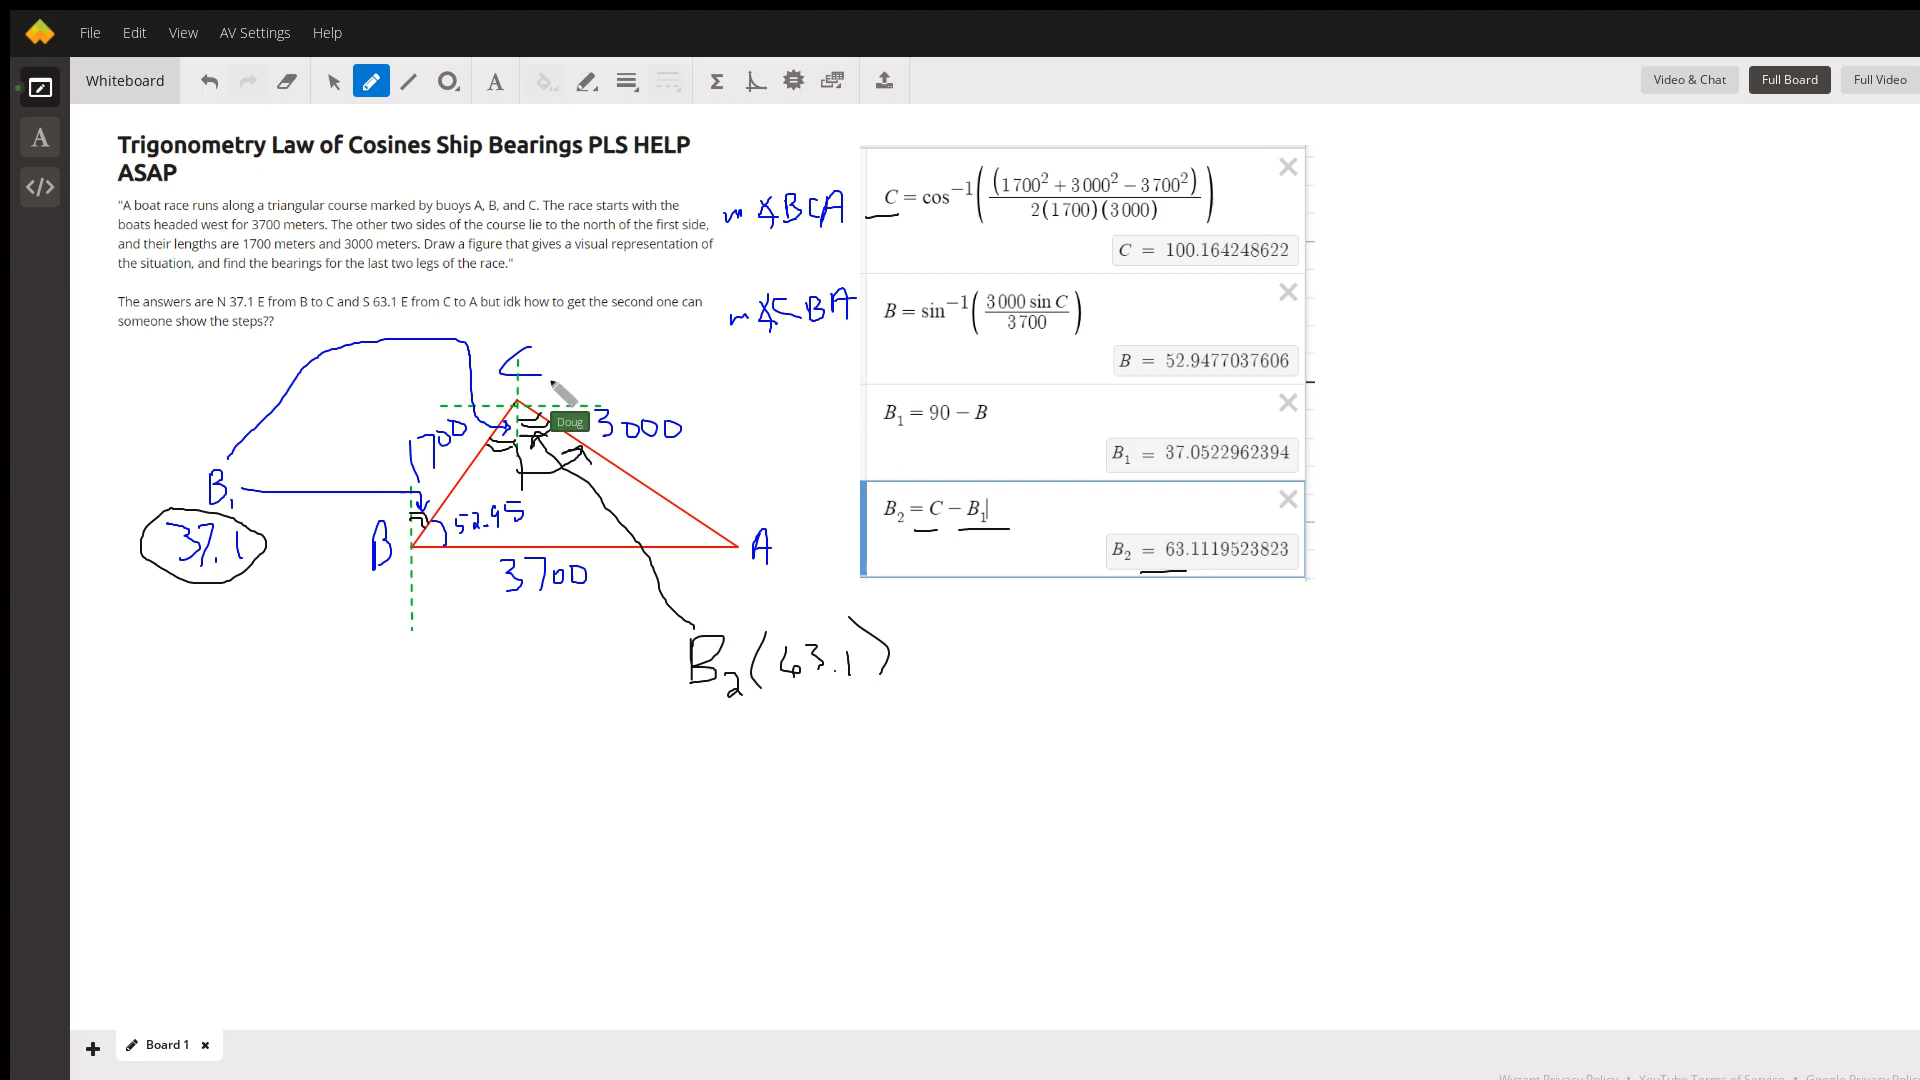 File Edit View AV Settings Help
Whiteboard A Σ Video & Chat Full Board Full Video
A
</>
Trigonometry Law of Cosines Ship Bearings PLS HELP
ASAP
"A boat race runs along a triangular course marked by buoys A, B, and C. The race starts with the
boats headed west for 3700 meters. The other two sides of the course lie to the north of the first side,
and their lengths are 1700 meters and 3000 meters. Draw a figure that gives a visual representation of
the situation, and find the bearings for the last two legs of the race."
The answers are N 37.1 E from B to C and S 63.1 E from C to A but idk how to get the second one can
someone show the steps??
m∡BCA
m∡CBA
C = cos⁻¹((1700² + 3000² − 3700²) / 2(1700)(3000))
C = 100.164248622
B = sin⁻¹(3000 sin C / 3700)
B = 52.9477037606
B₁ = 90 − B
B₁ = 37.0522962394
B₂ = C − B₁
B₂ = 63.1119523823
C
Doug
1700
3000
B₁
52.95
37.1
B
A
3700
B₂(63.1)
Board 1
Wyzant Privacy Policy • YouTube Terms of Service •